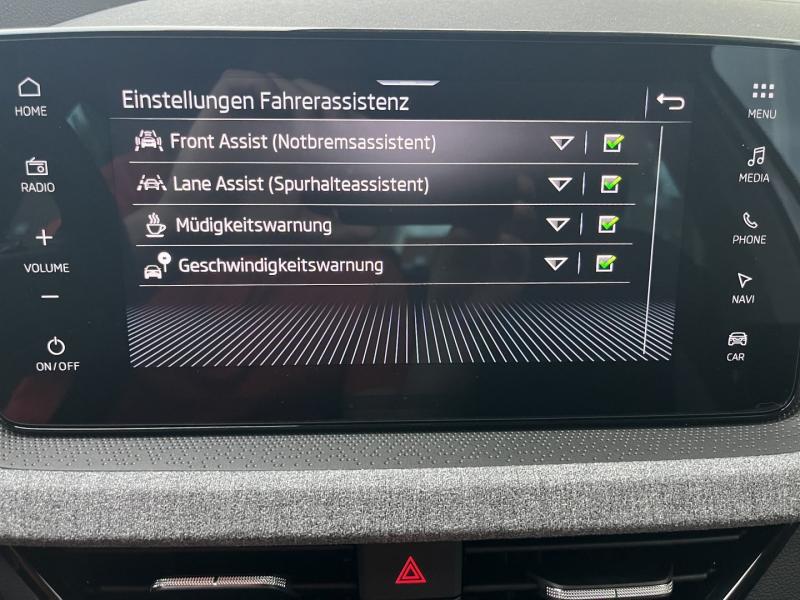 Einstellungen Fahrerassistenz
Front Assist (Notbremsassistent)
Lane Assist (Spurhalteassistent)
Müdigkeitswarnung
Geschwindigkeitswarnung
HOME
RADIO
VOLUME
ON/OFF
MENU
MEDIA
PHONE
NAVI
CAR